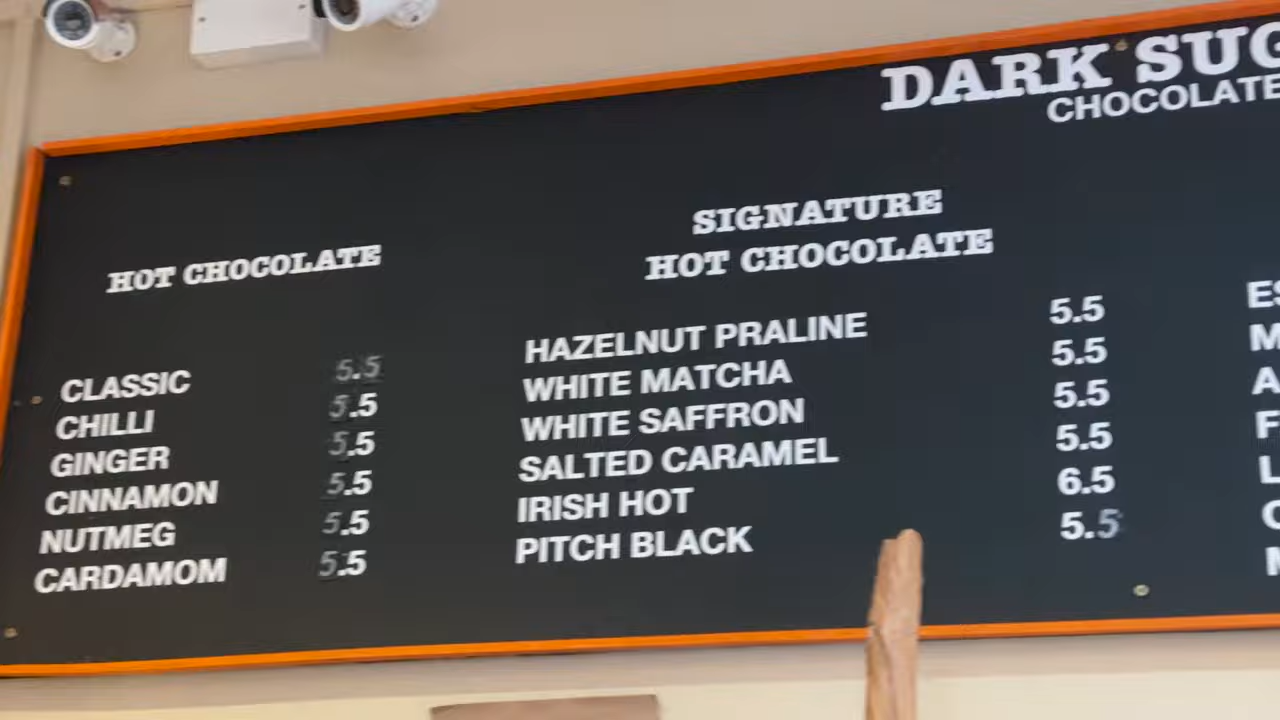 DARK
CHOCOLATE
HOT CHOCOLATE
CLASSIC 5.5
CHILLI 5.5
GINGER 5.5
CINNAMON 5.5
NUTMEG 5.5
CARDAMOM 5.5
SIGNATURE
HOT CHOCOLATE
HAZELNUT PRALINE 5.5
WHITE MATCHA 5.5
WHITE SAFFRON 5.5
SALTED CARAMEL 5.5
IRISH HOT 6.5
PITCH BLACK 5.5